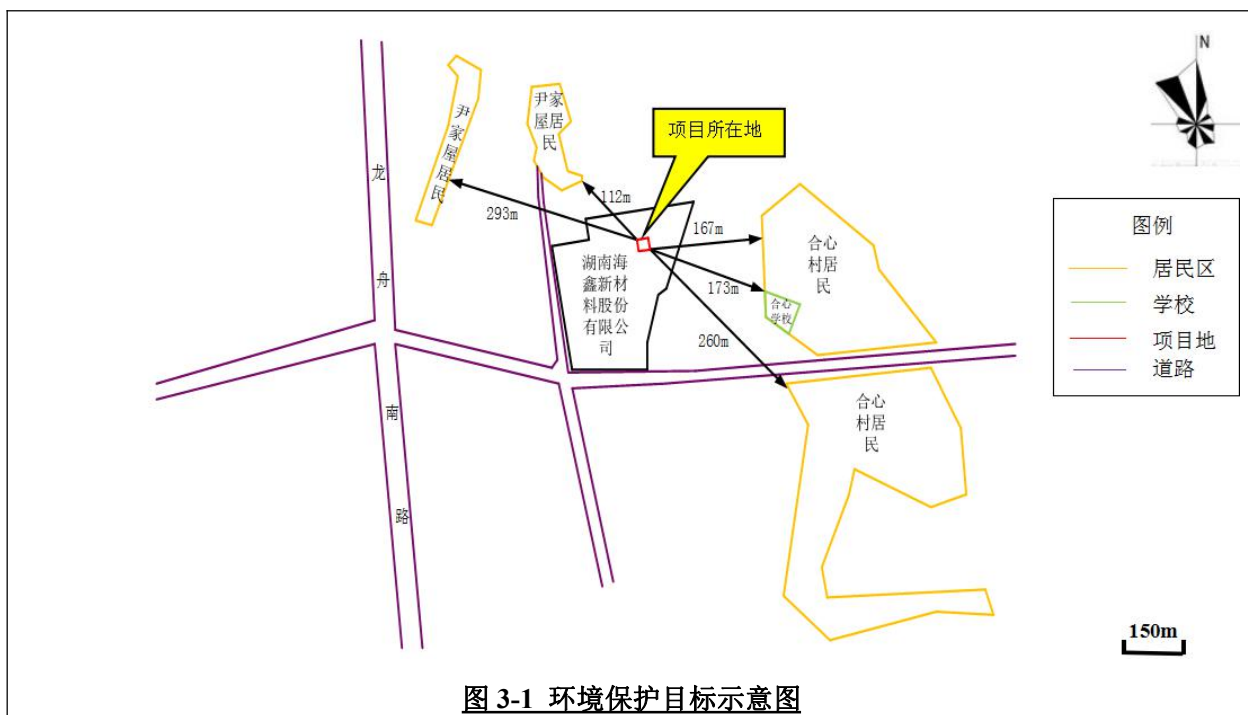 N
尹家
屋居
民
项目所在地
尹
家
屋
居
民
龙
舟
南
路
112m
293m
167m
173m
260m
合心
村居
民
湖南海
鑫新材
料股份
有限公
司
合心
学校
合心
村居
民
图例
居民区
学校
项目地
道路
150m
图 3-1 环境保护目标示意图